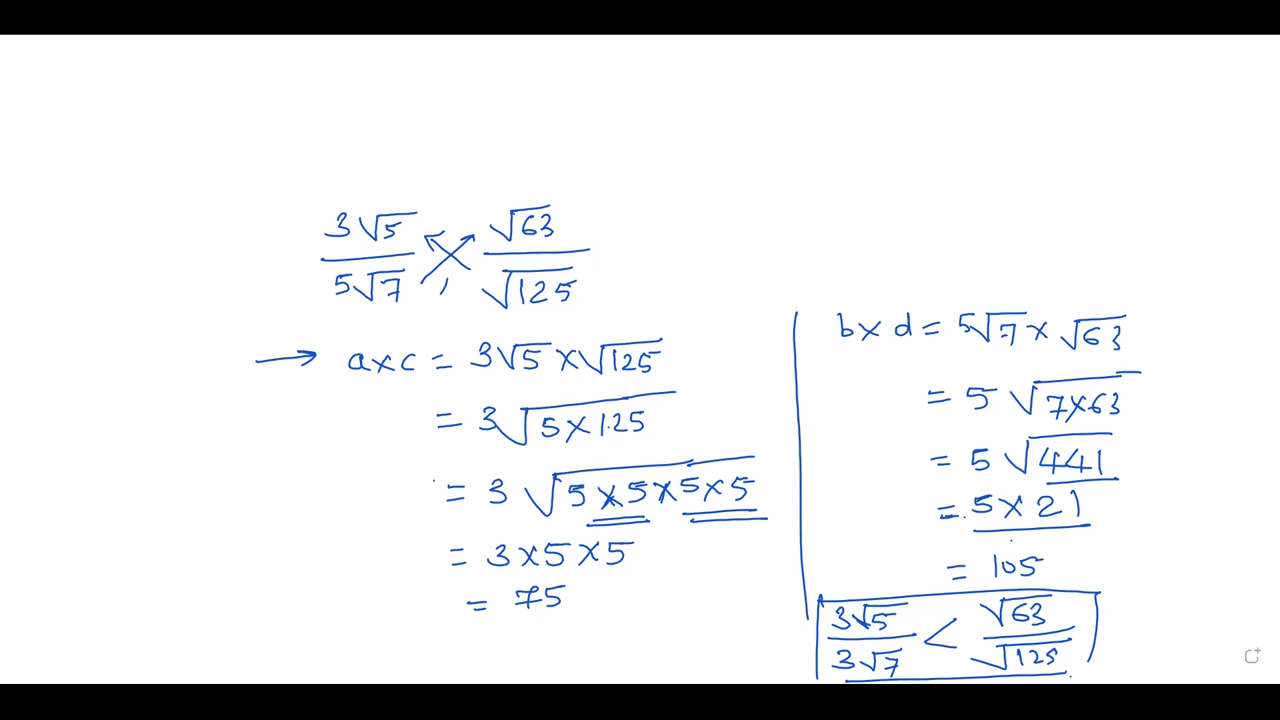 3√5/5√7 , √63/√125
→ a×c = 3√5 × √125
= 3√(5×125)
= 3√(5×5×5×5)
= 3×5×5
= 75
b×d = 5√7 × √63
= 5√(7×63)
= 5√441
= 5×21
= 105
3√5/3√7 < √63/√125